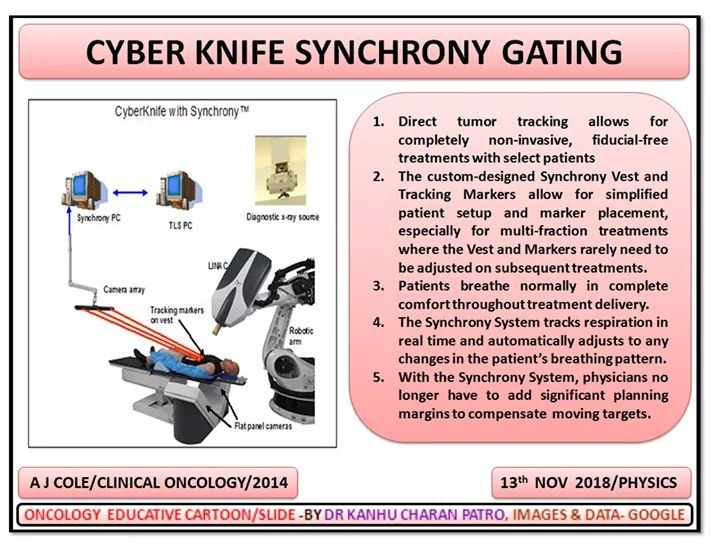 CYBER KNIFE SYNCHRONY GATING
CyberKnife with Synchrony™
Synchrony PC
TLS PC
Diagnostic x-ray source
LINAC
Camera array
Tracking markers
on vest
Robotic
arm
Flat panel cameras
1. Direct tumor tracking allows for
completely non-invasive, fiducial-free
treatments with select patients
2. The custom-designed Synchrony Vest and
Tracking Markers allow for simplified
patient setup and marker placement,
especially for multi-fraction treatments
where the Vest and Markers rarely need to
be adjusted on subsequent treatments.
3. Patients breathe normally in complete
comfort throughout treatment delivery.
4. The Synchrony System tracks respiration in
real time and automatically adjusts to any
changes in the patient's breathing pattern.
5. With the Synchrony System, physicians no
longer have to add significant planning
margins to compensate moving targets.
A J COLE/CLINICAL ONCOLOGY/2014
13th NOV 2018/PHYSICS
ONCOLOGY EDUCATIVE CARTOON/SLIDE -BY DR KANHU CHARAN PATRO, IMAGES & DATA- GOOGLE